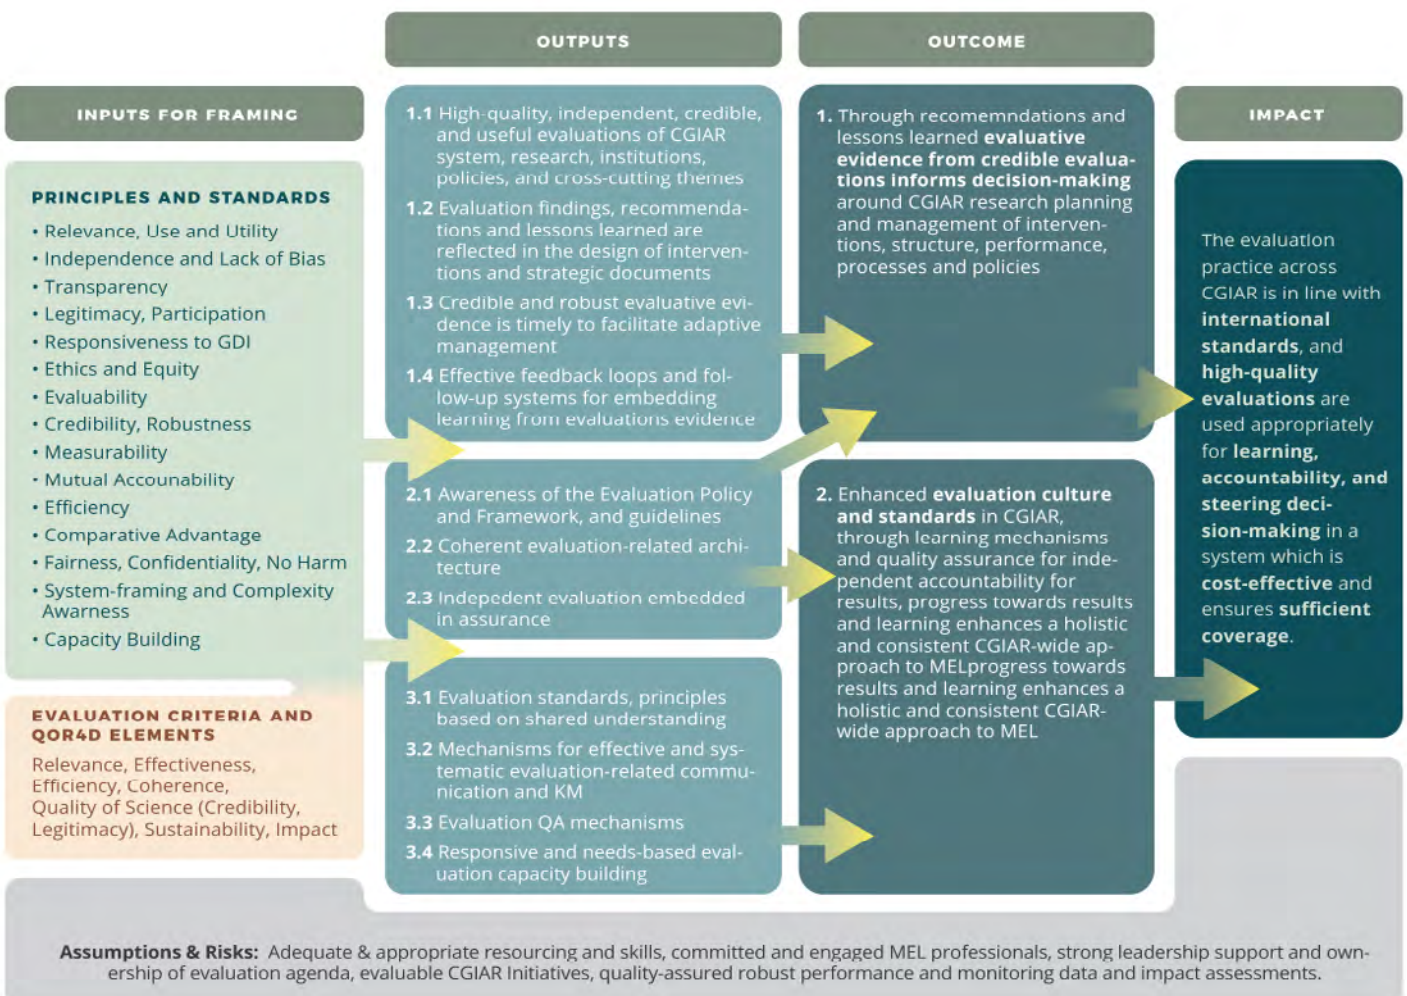 INPUTS FOR FRAMING
PRINCIPLES AND STANDARDS
• Relevance, Use and Utility
• Independence and Lack of Bias
• Transparency
• Legitimacy, Participation
• Responsiveness to GDI
• Ethics and Equity
• Evaluability
• Credibility, Robustness
• Measurability
• Mutual Accounability
• Efficiency
• Comparative Advantage
• Fairness, Confidentiality, No Harm
• System-framing and Complexity
Awarness
• Capacity Building
EVALUATION CRITERIA AND
QOR4D ELEMENTS
Relevance, Effectiveness,
Efficiency, Coherence,
Quality of Science (Credibility,
Legitimacy), Sustainability, Impact
OUTPUTS
1.1 High-quality, independent, credible,
and useful evaluations of CGIAR
system, research, institutions,
policies, and cross-cutting themes
1.2 Evaluation findings, recommenda-
tions and lessons learned are
reflected in the design of interven-
tions and strategic documents
1.3 Credible and robust evaluative evi-
dence is timely to facilitate adaptive
management
1.4 Effective feedback loops and fol-
low-up systems for embedding
learning from evaluations evidence
2.1 Awareness of the Evaluation Policy
and Framework, and guidelines
2.2 Coherent evaluation-related archi-
tecture
2.3 Indepedent evaluation embedded
in assurance
3.1 Evaluation standards, principles
based on shared understanding
3.2 Mechanisms for effective and sys-
tematic evaluation-related commu-
nication and KM
3.3 Evaluation QA mechanisms
3.4 Responsive and needs-based eval-
uation capacity building
OUTCOME
1. Through recomemndations and
lessons learned evaluative
evidence from credible evalua-
tions informs decision-making
around CGIAR research planning
and management of interven-
tions, structure, performance,
processes and policies
2. Enhanced evaluation culture
and standards in CGIAR,
through learning mechanisms
and quality assurance for inde-
pendent accountability for
results, progress towards results
and learning enhances a holistic
and consistent CGIAR-wide ap-
proach to MELprogress towards
results and learning enhances a
holistic and consistent CGIAR-
wide approach to MEL
IMPACT
The evaluation
practice across
CGIAR is in line with
international
standards, and
high-quality
evaluations are
used appropriately
for learning,
accountability, and
steering deci-
sion-making in a
system which is
cost-effective and
ensures sufficient
coverage.
Assumptions & Risks: Adequate & appropriate resourcing and skills, committed and engaged MEL professionals, strong leadership support and own-
ership of evaluation agenda, evaluable CGIAR Initiatives, quality-assured robust performance and monitoring data and impact assessments.